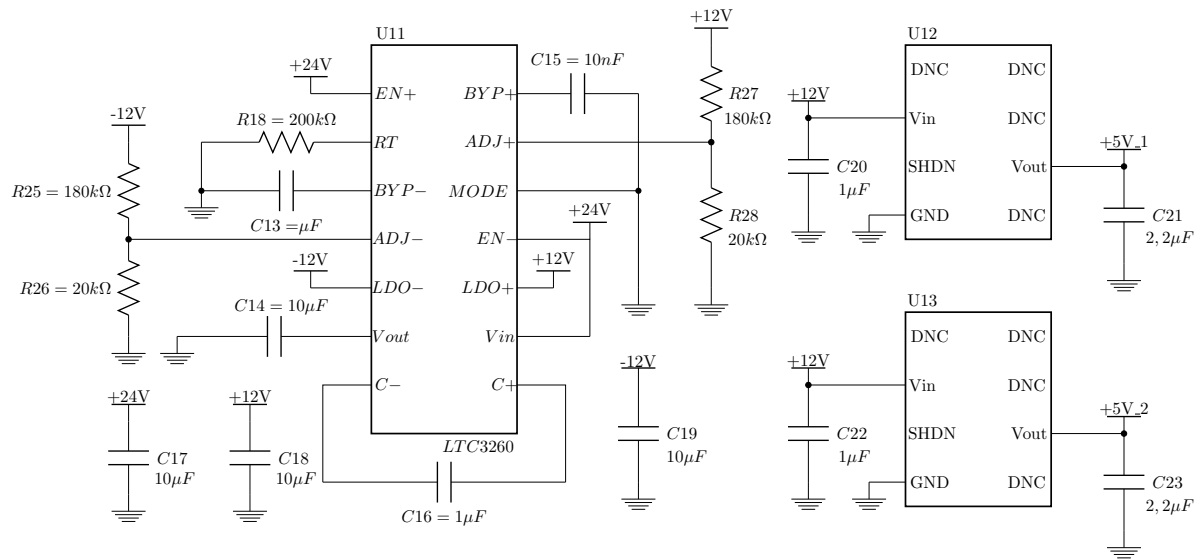 U11
+24V
EN+
R18 = 200kΩ
RT
BYP−
C13 =μF
ADJ−
-12V
LDO−
C14 = 10μF
Vout
C−
C15 = 10nF
BYP+
ADJ+
MODE
+24V
EN−
+12V
LDO+
Vin
C+
LTC3260
C16 = 1μF
-12V
R25 = 180kΩ
R26 = 20kΩ
+12V
R27
180kΩ
R28
20kΩ
+24V
C17
10μF
+12V
C18
10μF
-12V
C19
10μF
U12
DNC
DNC
+12V
Vin
DNC
C20
1μF
SHDN
Vout
+5V_1
GND
DNC
C21
2, 2μF
U13
DNC
DNC
+12V
Vin
DNC
C22
1μF
SHDN
Vout
+5V_2
GND
DNC
C23
2, 2μF